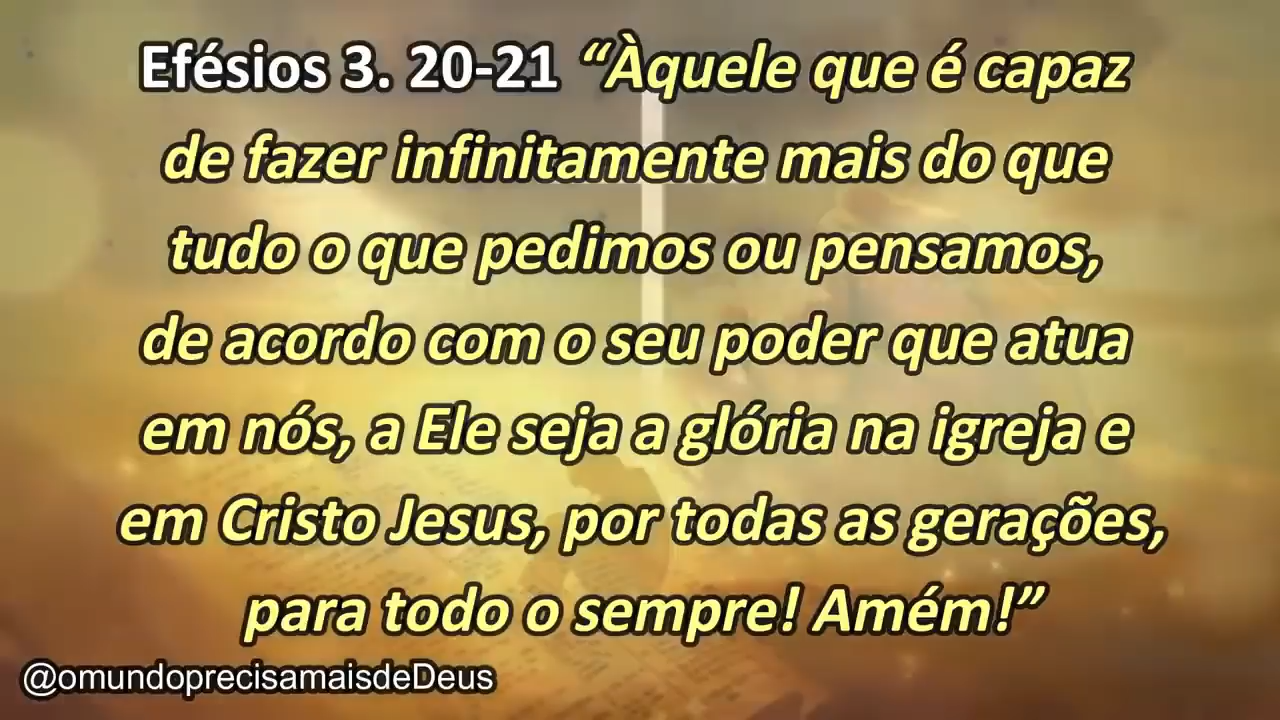 Efésios 3. 20-21 “Àquele que é capaz
de fazer infinitamente mais do que
tudo o que pedimos ou pensamos,
de acordo com o seu poder que atua
em nós, a Ele seja a glória na igreja e
em Cristo Jesus, por todas as gerações,
para todo o sempre! Amém!”
@omundoprecisamaisdeDeus